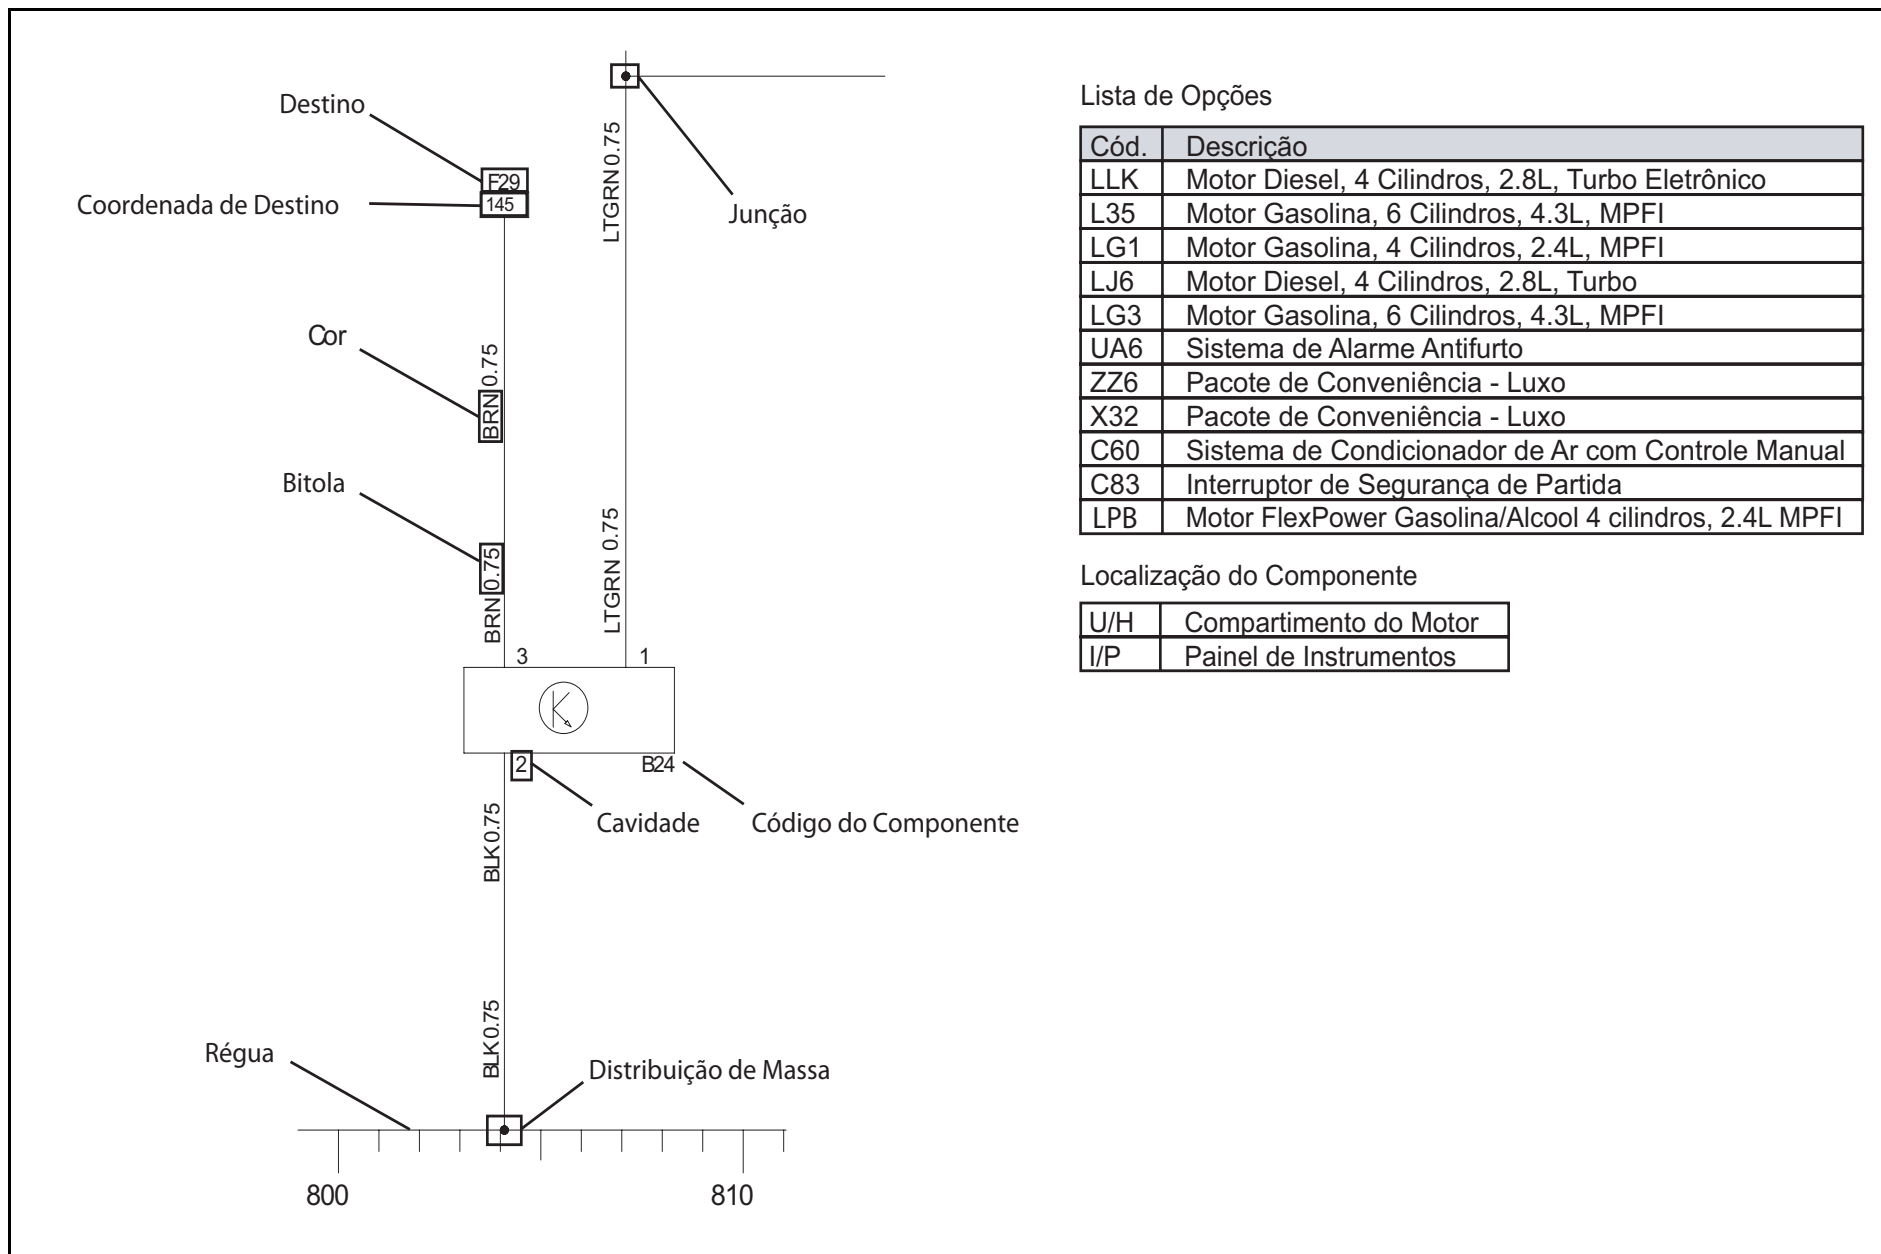 Destino
F29
145
Coordenada de Destino
Junção
LTGRN 0.75
Cor
BRN 0.75
Bitola
BRN 0.75
LTGRN 0.75
3
1
2
B24
Cavidade
Código do Componente
BLK 0.75
BLK 0.75
Régua
Distribuição de Massa
800
810
Lista de Opções
Cód. Descrição
LLK Motor Diesel, 4 Cilindros, 2.8L, Turbo Eletrônico
L35 Motor Gasolina, 6 Cilindros, 4.3L, MPFI
LG1 Motor Gasolina, 4 Cilindros, 2.4L, MPFI
LJ6 Motor Diesel, 4 Cilindros, 2.8L, Turbo
LG3 Motor Gasolina, 6 Cilindros, 4.3L, MPFI
UA6 Sistema de Alarme Antifurto
ZZ6 Pacote de Conveniência - Luxo
X32 Pacote de Conveniência - Luxo
C60 Sistema de Condicionador de Ar com Controle Manual
C83 Interruptor de Segurança de Partida
LPB Motor FlexPower Gasolina/Alcool 4 cilindros, 2.4L MPFI
Localização do Componente
U/H Compartimento do Motor
I/P Painel de Instrumentos